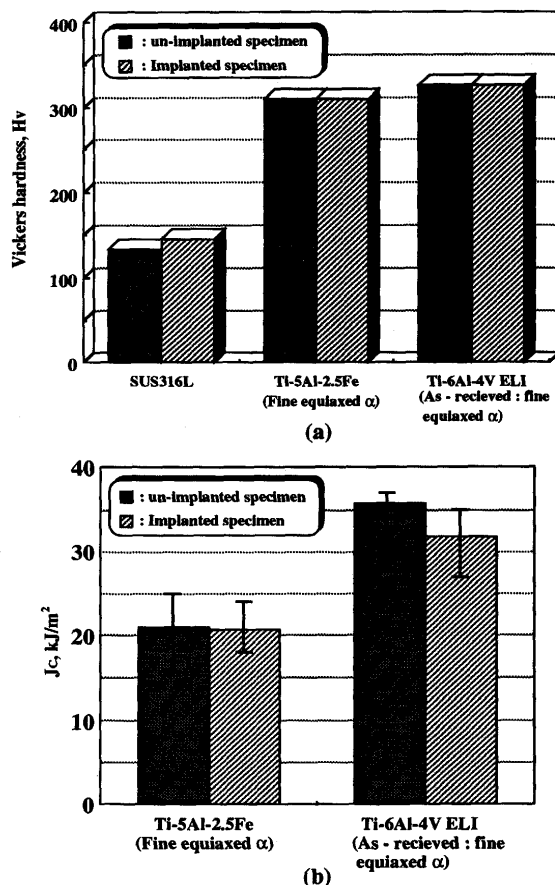 400
300
200
100
0
Vickers hardness, Hv
: un-implanted specimen
: Implanted specimen
SUS316L
Ti-5Al-2.5Fe
(Fine equiaxed α)
Ti-6Al-4V ELI
(As - recieved : fine
equiaxed α)
(a)
40
30
20
10
0
Jc, kJ/m²
: un-implanted specimen
: Implanted specimen
Ti-5Al-2.5Fe
(Fine equiaxed α)
Ti-6Al-4V ELI
(As - recieved : fine
equiaxed α)
(b)